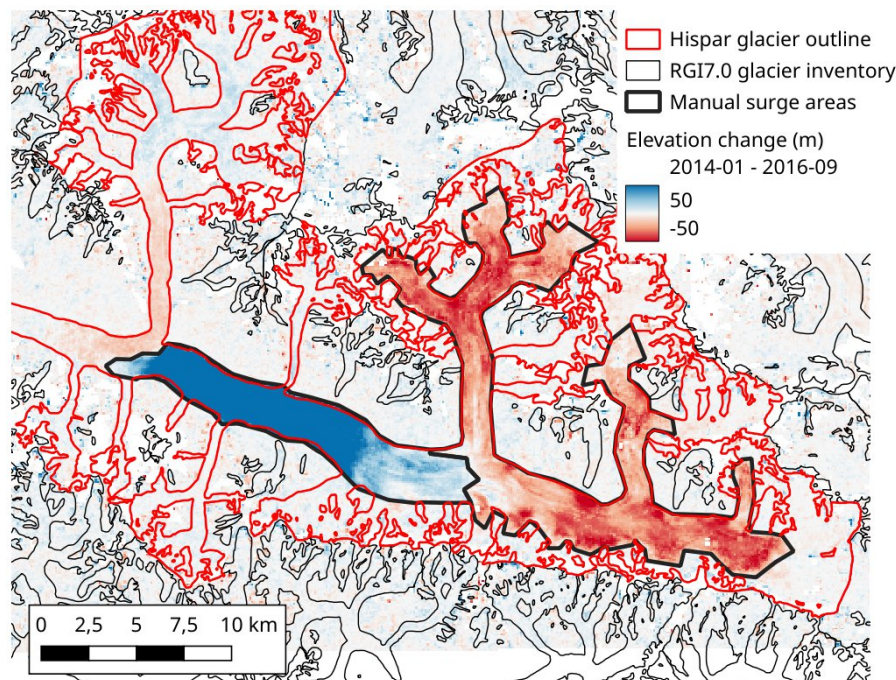 Hispar glacier outline
RGI7.0 glacier inventory
Manual surge areas
Elevation change (m)
2014-01 - 2016-09
50
-50
0 2,5 5 7,5 10 km